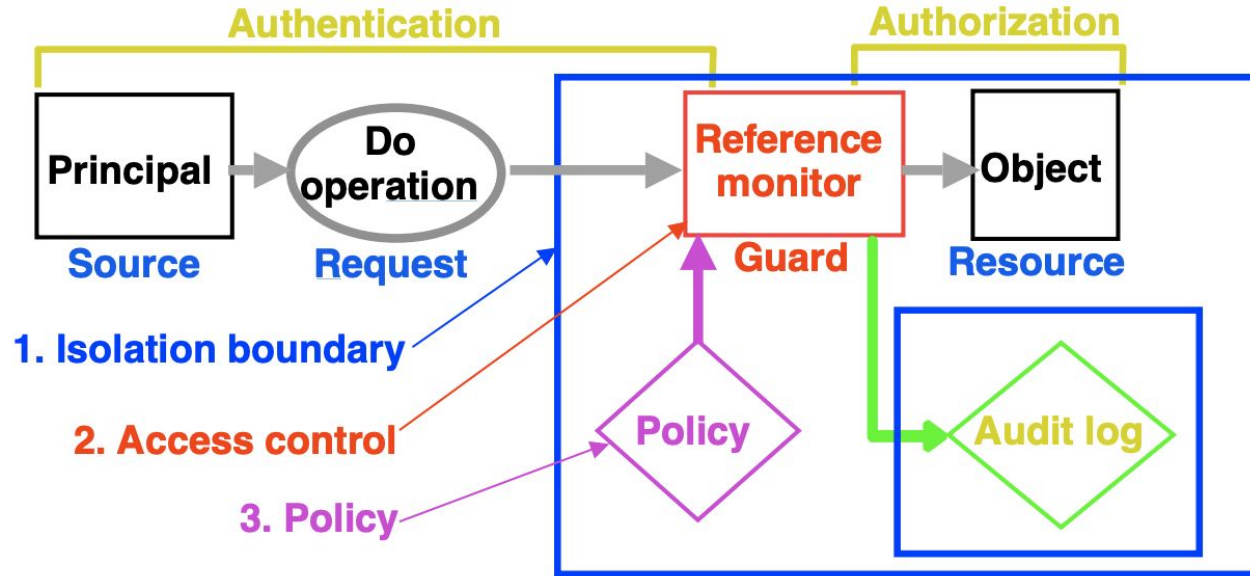 Authentication
Authorization
Principal
Do
operation
Reference
monitor
Object
Source
Request
Guard
Resource
1. Isolation boundary
2. Access control
Policy
Audit log
3. Policy